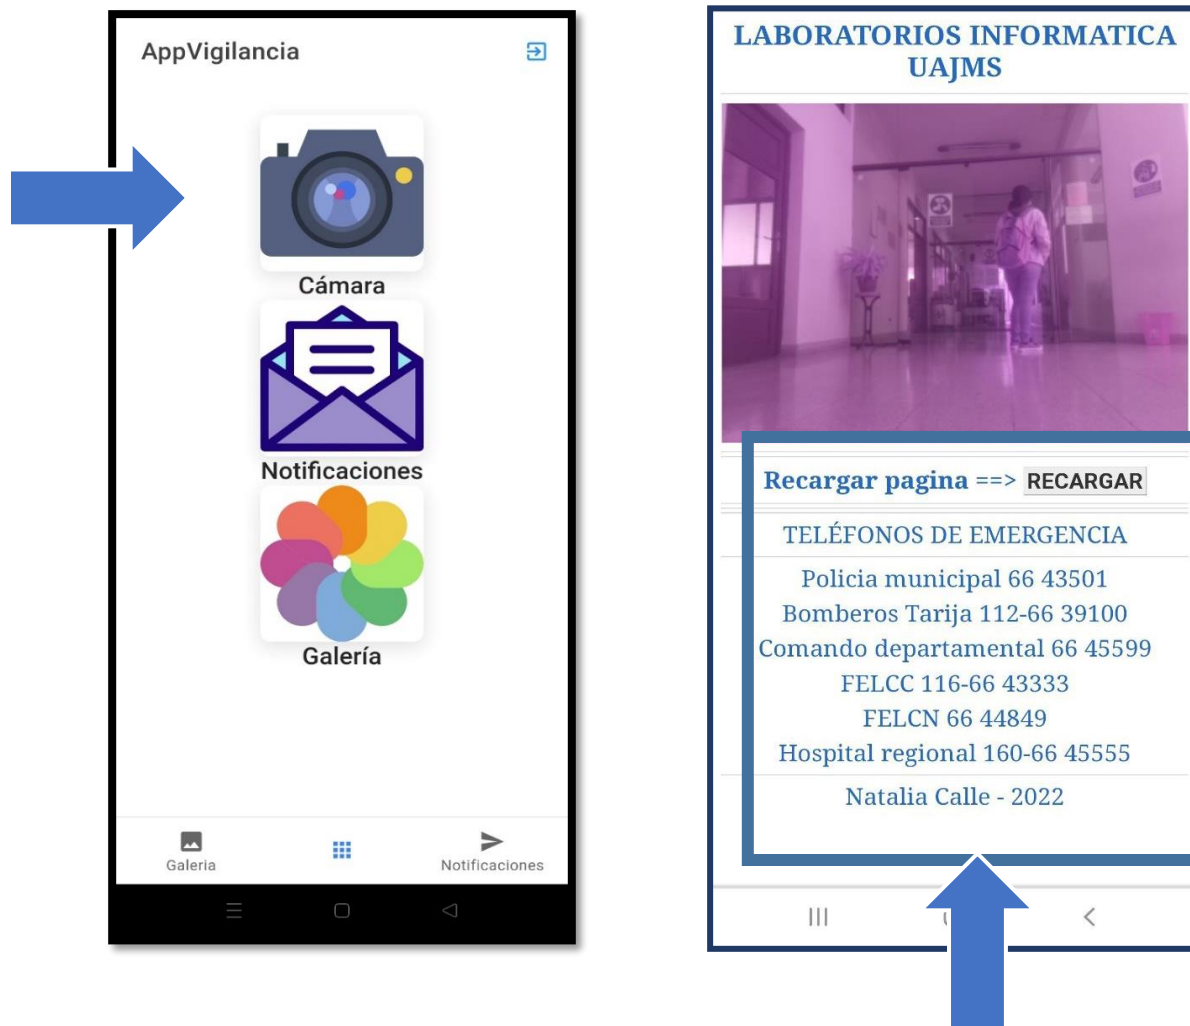 AppVigilancia
Cámara
Notificaciones
Galería
Galeria
Notificaciones
LABORATORIOS INFORMATICA
UAJMS
Recargar pagina ==> RECARGAR
TELÉFONOS DE EMERGENCIA
Policia municipal 66 43501
Bomberos Tarija 112-66 39100
Comando departamental 66 45599
FELCC 116-66 43333
FELCN 66 44849
Hospital regional 160-66 45555
Natalia Calle - 2022